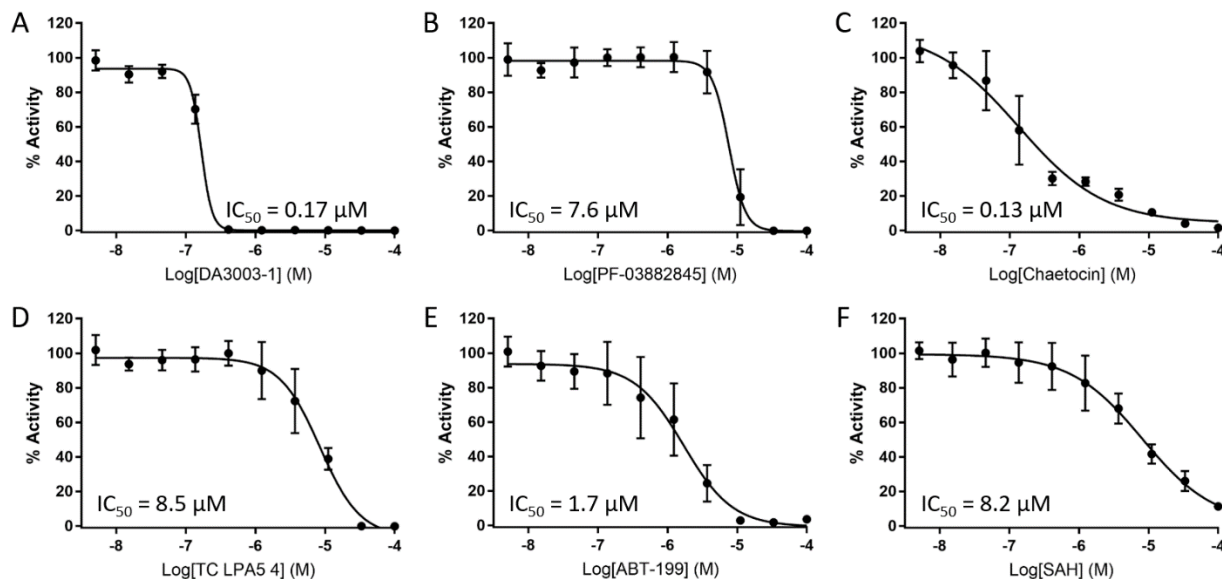 A
120
100
80
60
40
20
0
% Activity
IC50 = 0.17 µM
-8 -7 -6 -5 -4
Log[DA3003-1] (M)
B
120
100
80
60
40
20
0
% Activity
IC50 = 7.6 µM
-8 -7 -6 -5 -4
Log[PF-03882845] (M)
C
120
100
80
60
40
20
0
% Activity
IC50 = 0.13 µM
-8 -7 -6 -5 -4
Log[Chaetocin] (M)
D
120
100
80
60
40
20
0
% Activity
IC50 = 8.5 µM
-8 -7 -6 -5 -4
Log[TC LPA5 4] (M)
E
120
100
80
60
40
20
0
% Activity
IC50 = 1.7 µM
-8 -7 -6 -5 -4
Log[ABT-199] (M)
F
120
100
80
60
40
20
0
% Activity
IC50 = 8.2 µM
-8 -7 -6 -5 -4
Log[SAH] (M)